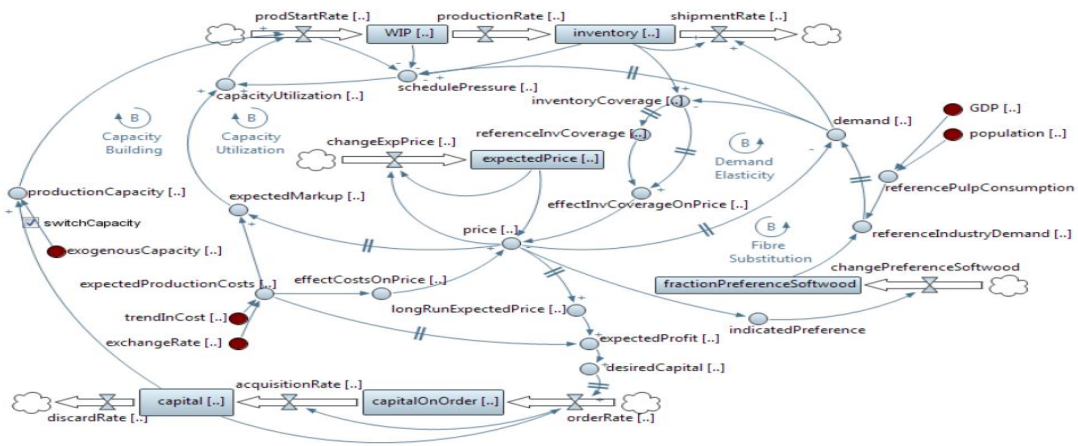 prodStartRate [..]
productionRate [..]
shipmentRate [..]
WIP [..]
inventory [..]
capacityUtilization [..]
schedulePressure [..]
inventoryCoverage [..]
GDP [..]
B
Capacity
Building
B
Capacity
Utilization
referenceInvCoverage [..]
demand [..]
population [..]
changeExpPrice [..]
expectedPrice [..]
B
Demand
Elasticity
productionCapacity [..]
expectedMarkup [..]
effectInvCoverageOnPrice [..]
referencePulpConsumption
switchCapacity
price [..]
B
Fibre
Substitution
referenceIndustryDemand [..]
exogenousCapacity [..]
expectedProductionCosts [..]
effectCostsOnPrice [..]
changePreferenceSoftwood
fractionPreferenceSoftwood
trendInCost [..]
longRunExpectedPrice [..]
indicatedPreference
exchangeRate [..]
expectedProfit [..]
desiredCapital [..]
acquisitionRate [..]
capital [..]
capitalOnOrder [..]
discardRate [..]
orderRate [..]